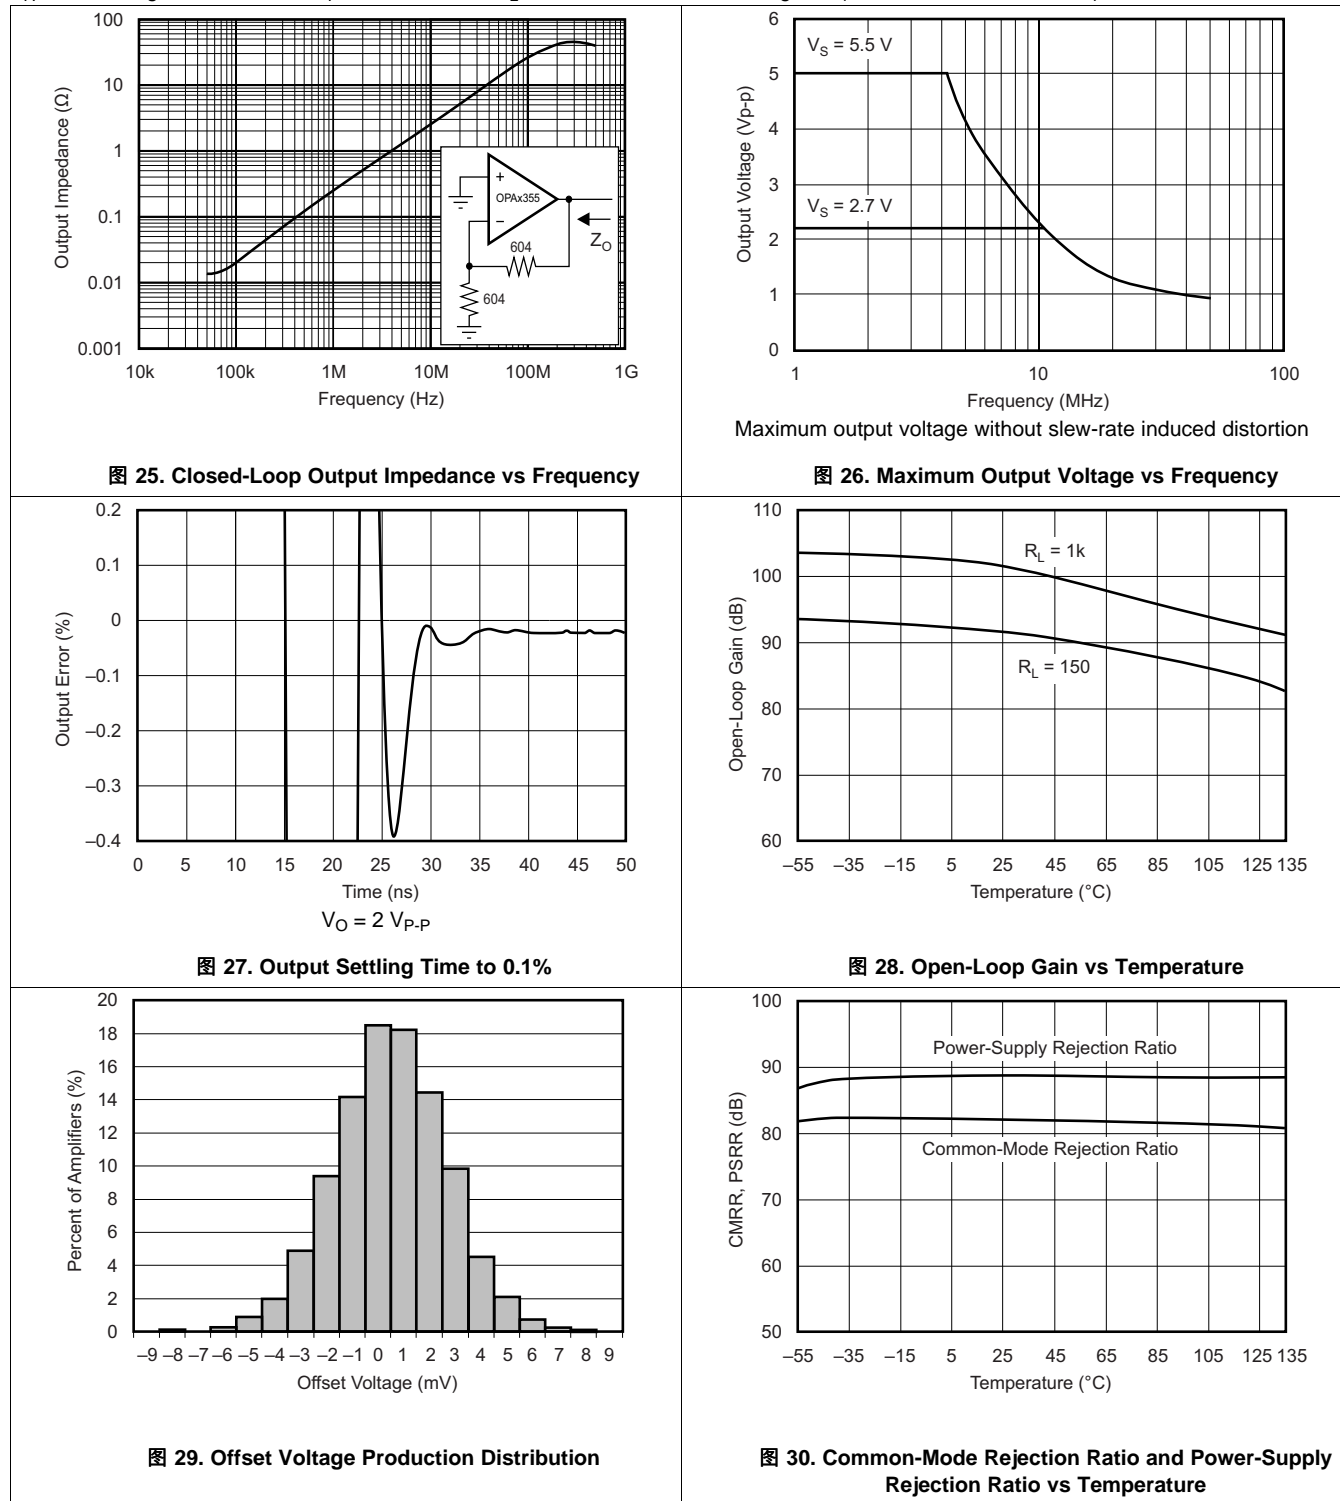 100
10
1
0.1
0.01
0.001
Output Impedance (Ω)
10k 100k 1M 10M 100M 1G
Frequency (Hz)
+
OPAx355
−
604
604
ZO
图 25. Closed-Loop Output Impedance vs Frequency
6
5
4
3
2
1
0
Output Voltage (Vp-p)
VS = 5.5 V
VS = 2.7 V
1 10 100
Frequency (MHz)
Maximum output voltage without slew-rate induced distortion
图 26. Maximum Output Voltage vs Frequency
0.2
0.1
0
–0.1
–0.2
–0.3
–0.4
Output Error (%)
0 5 10 15 20 25 30 35 40 45 50
Time (ns)
VO = 2 VP-P
图 27. Output Settling Time to 0.1%
110
100
90
80
70
60
Open-Loop Gain (dB)
RL = 1k
RL = 150
–55 –35 –15 5 25 45 65 85 105 125 135
Temperature (°C)
图 28. Open-Loop Gain vs Temperature
20
18
16
14
12
10
8
6
4
2
0
Percent of Amplifiers (%)
–9 –8 –7 –6 –5 –4 –3 –2 –1 0 1 2 3 4 5 6 7 8 9
Offset Voltage (mV)
图 29. Offset Voltage Production Distribution
100
90
80
70
60
50
CMRR, PSRR (dB)
Power-Supply Rejection Ratio
Common-Mode Rejection Ratio
–55 –35 –15 5 25 45 65 85 105 125 135
Temperature (°C)
图 30. Common-Mode Rejection Ratio and Power-Supply
Rejection Ratio vs Temperature